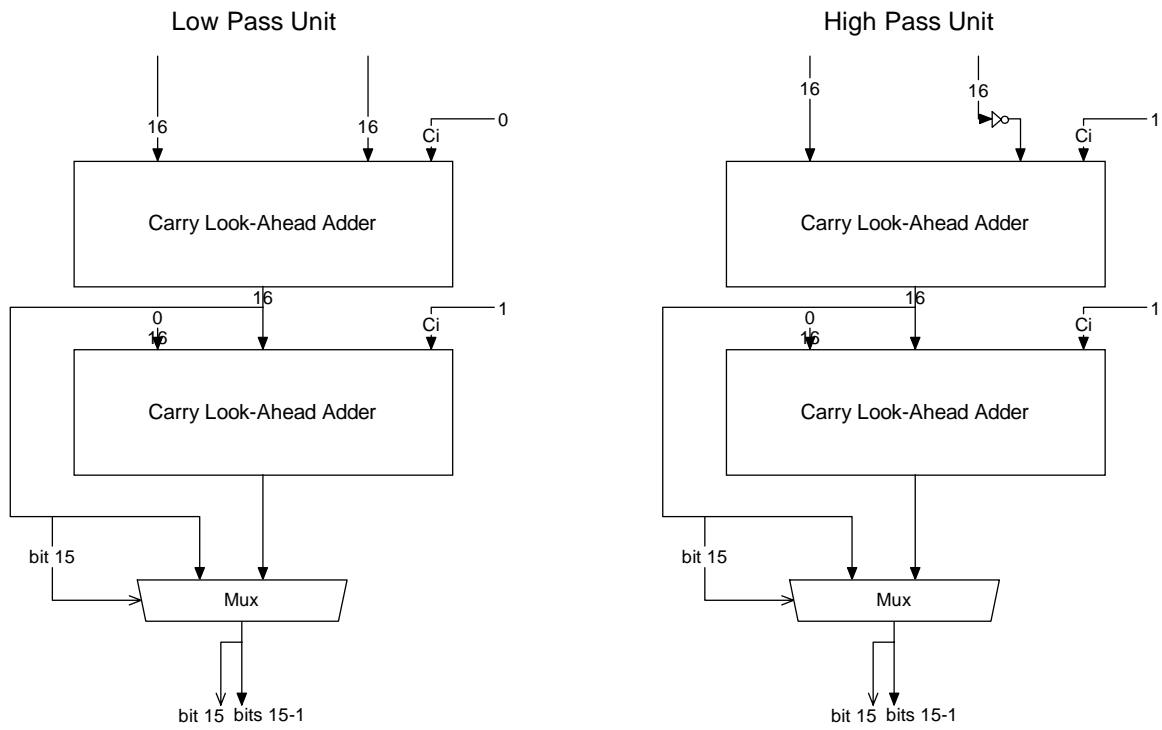 Low Pass Unit
High Pass Unit
16
16
Ci
0
16
16
Ci
1
Carry Look-Ahead Adder
Carry Look-Ahead Adder
16
16
0
16
Ci
1
0
16
Ci
1
Carry Look-Ahead Adder
Carry Look-Ahead Adder
bit 15
bit 15
Mux
Mux
bit 15
bits 15-1
bit 15
bits 15-1